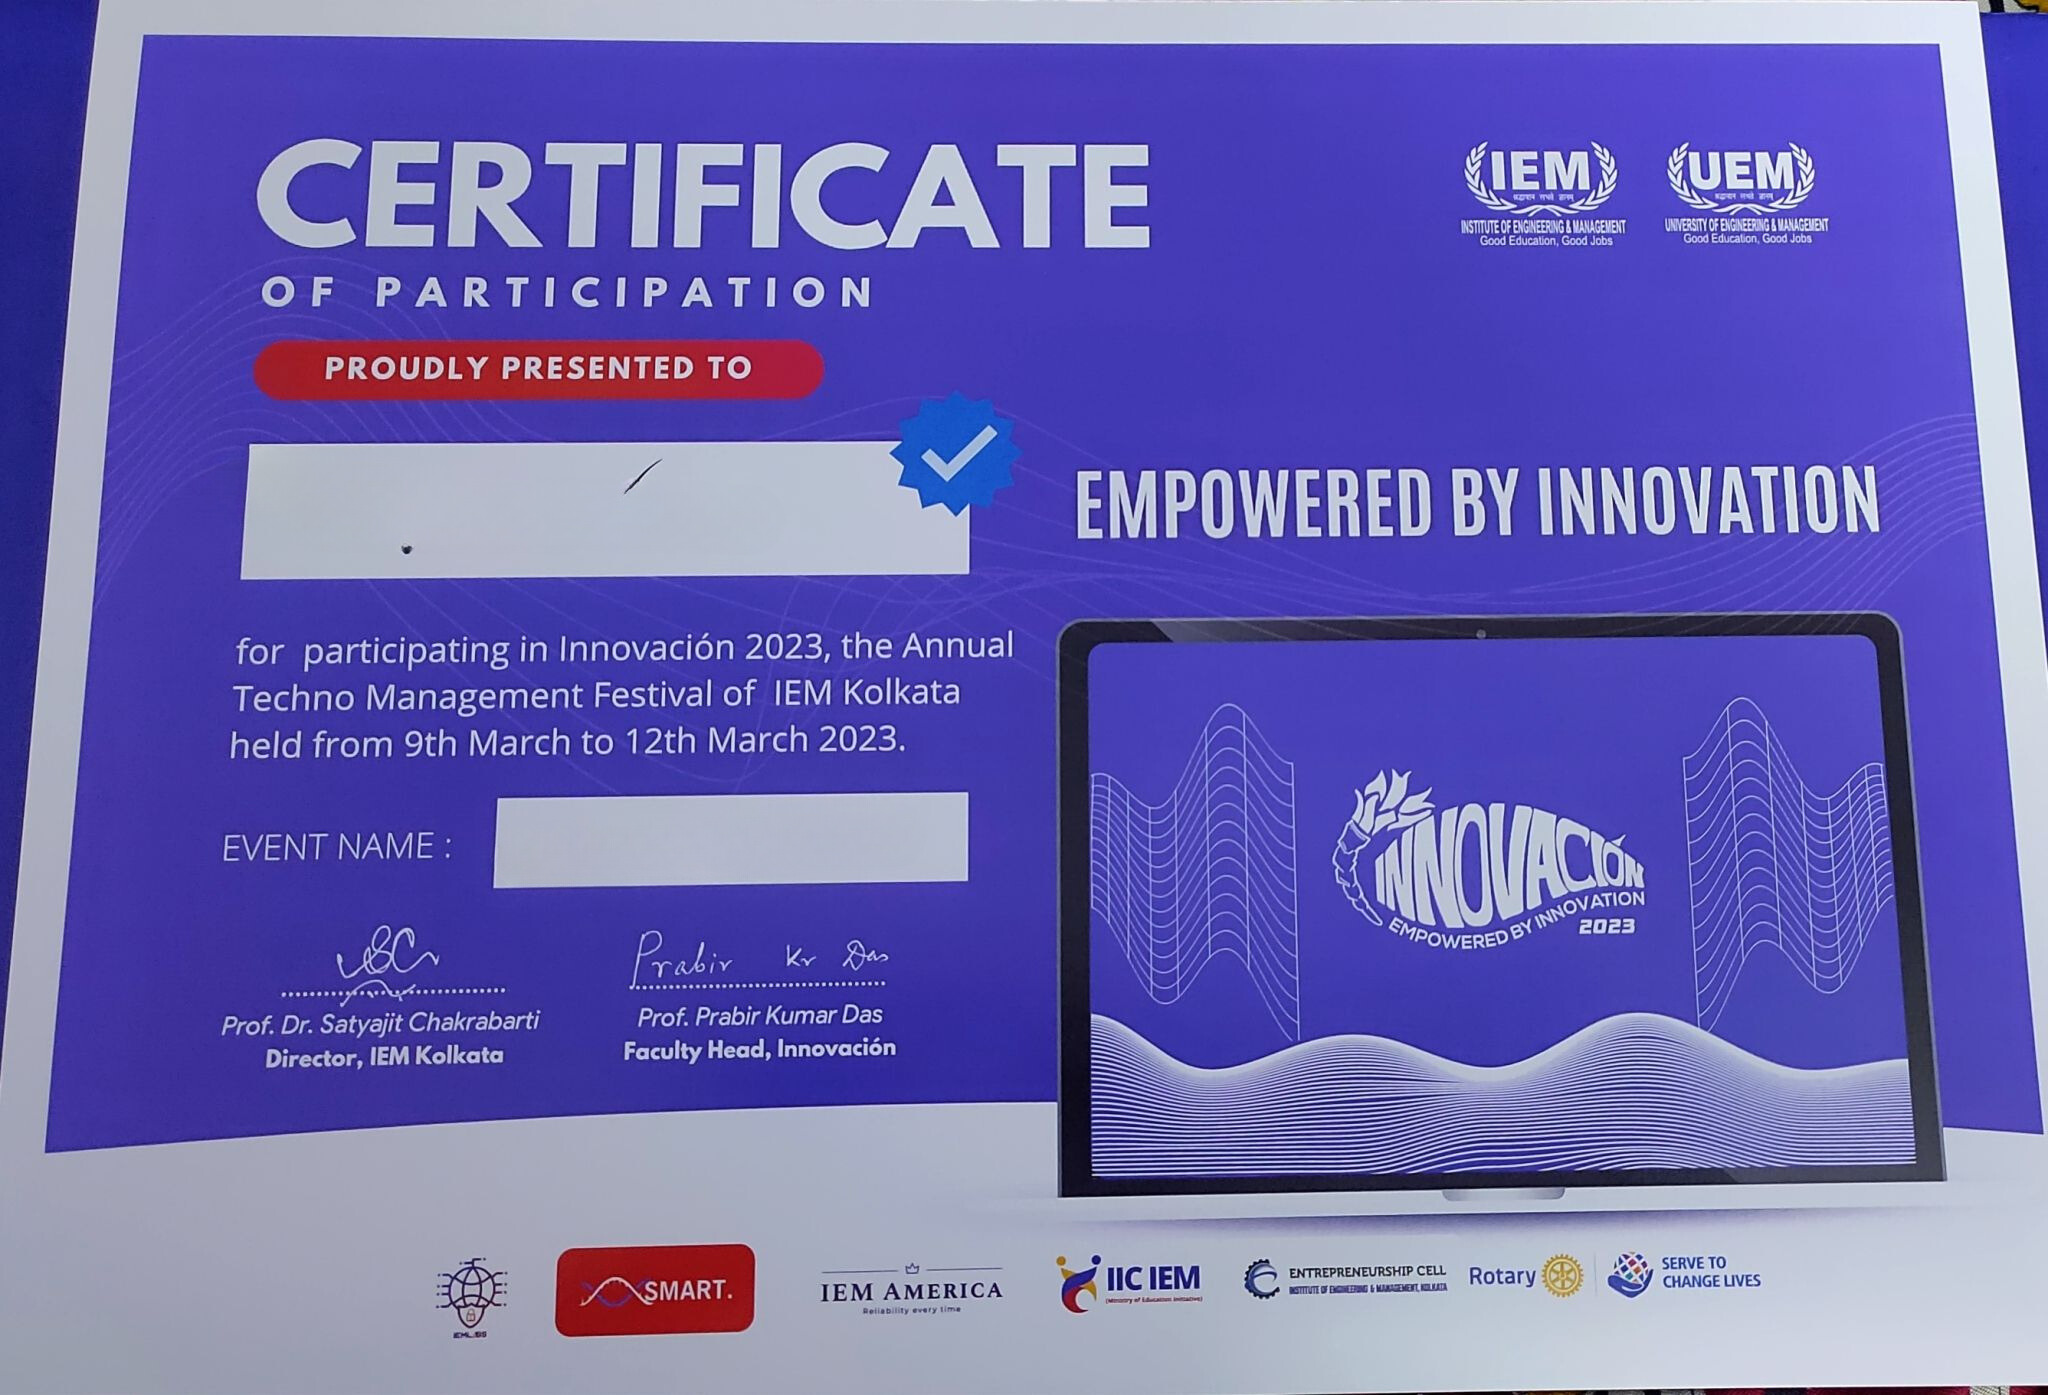 CERTIFICATE
OF PARTICIPATION
PROUDLY PRESENTED TO
IEM
INSTITUTE OF ENGINEERING & MANAGEMENT
Good Education, Good Jobs
UEM
UNIVERSITY OF ENGINEERING & MANAGEMENT
Good Education, Good Jobs
for participating in Innovación 2023, the Annual
Techno Management Festival of IEM Kolkata
held from 9th March to 12th March 2023.
EVENT NAME :
Prabir Kr Das
Prof. Dr. Satyajit Chakrabarti
Director, IEM Kolkata
Prof. Prabir Kumar Das
Faculty Head, Innovación
EMPOWERED BY INNOVATION
INNOVACIÓN
EMPOWERED BY INNOVATION
2023
SMART.
IEM AMERICA
Reliability every time
IIC IEM
(Ministry of Education Initiative)
ENTREPRENEURSHIP CELL
INSTITUTE OF ENGINEERING & MANAGEMENT, KOLKATA
Rotary
SERVE TO
CHANGE LIVES